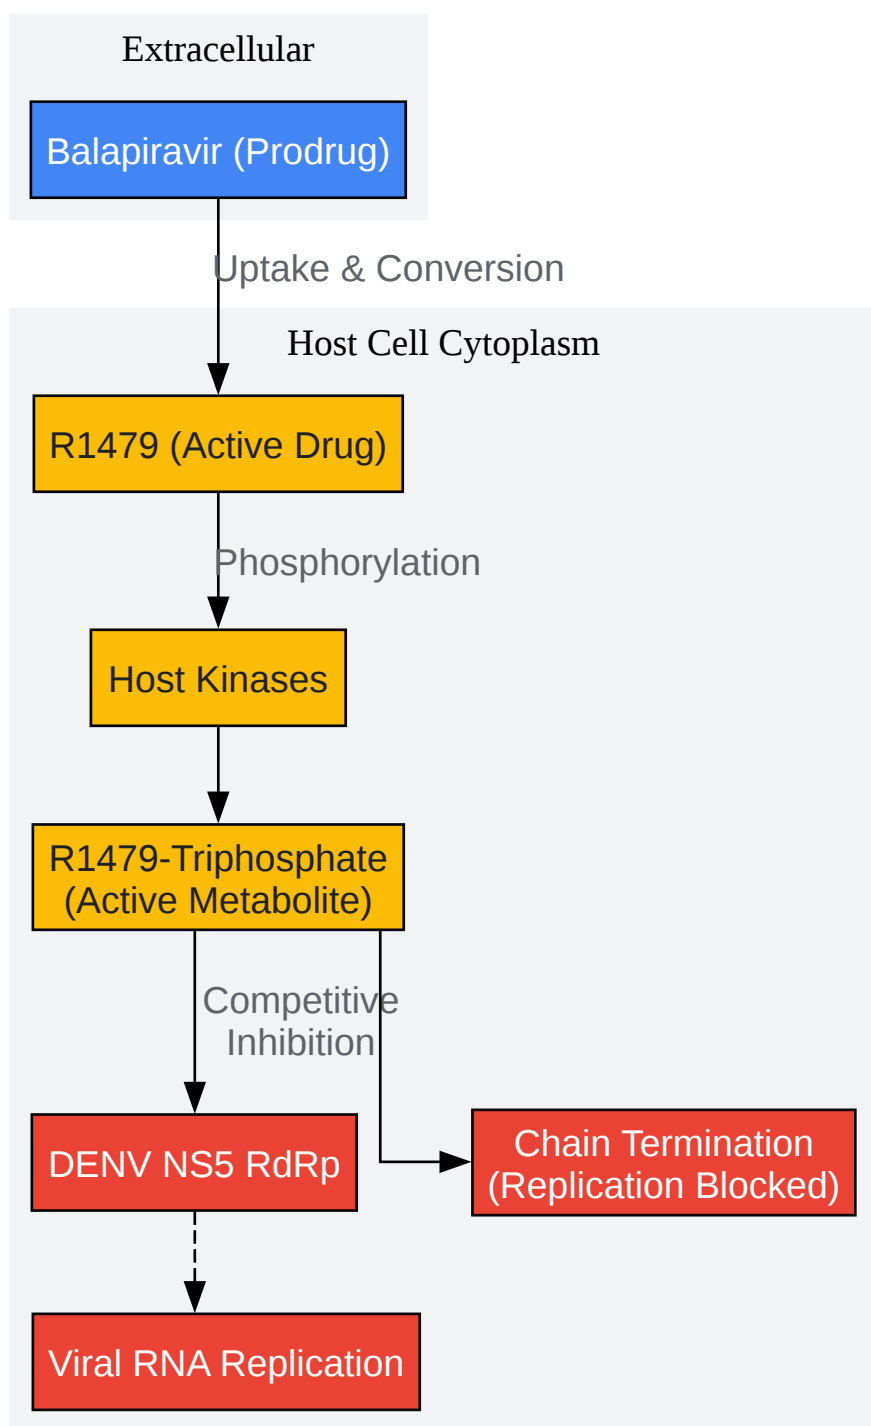 Extracellular
Balapiravir (Prodrug)
Uptake & Conversion
Host Cell Cytoplasm
R1479 (Active Drug)
Phosphorylation
Host Kinases
R1479-Triphosphate
(Active Metabolite)
Competitive
Inhibition
DENV NS5 RdRp
Chain Termination
(Replication Blocked)
Viral RNA Replication